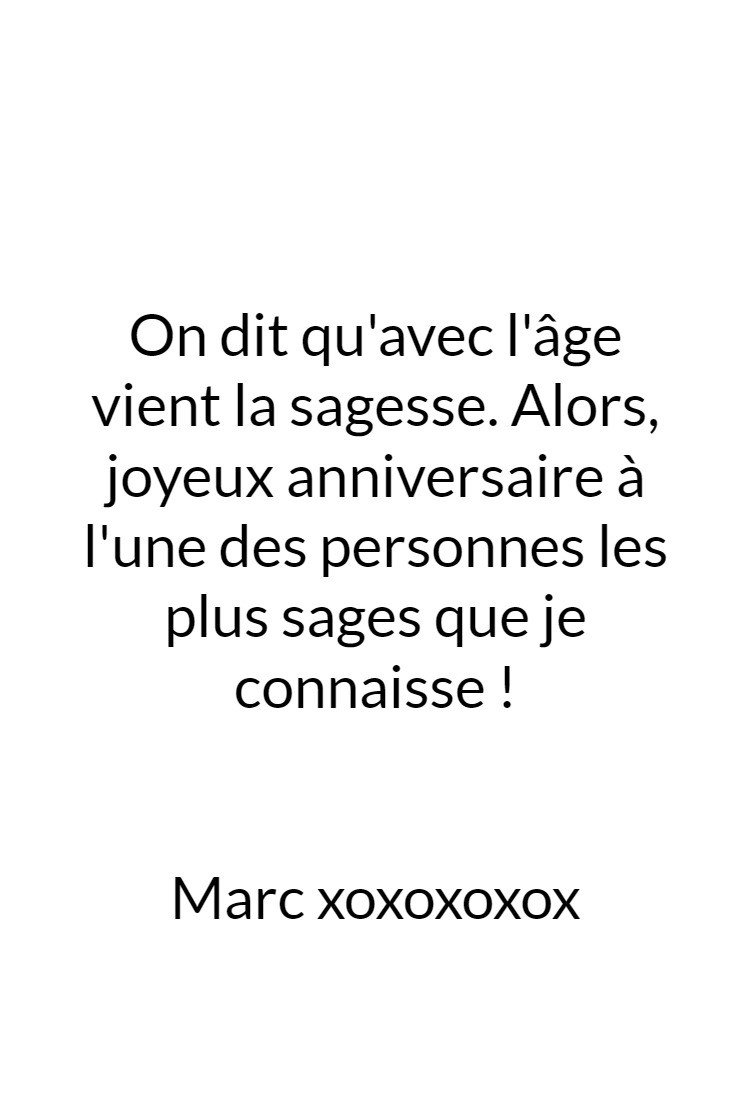 On dit qu'avec l'âge
vient la sagesse. Alors,
joyeux anniversaire à
l'une des personnes les
plus sages que je
connaisse !
Marc xoxoxoxox